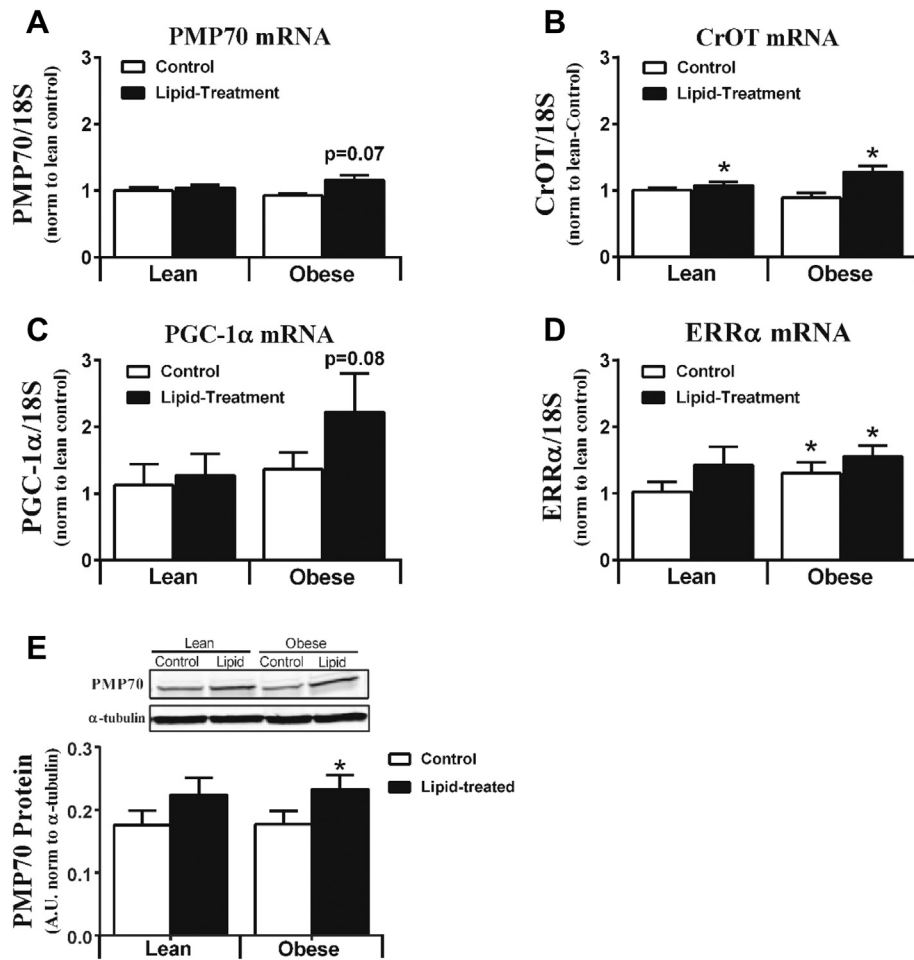 A
PMP70 mRNA
PMP70/18S
(norm to lean control)
3
2
1
0
Control
Lipid-Treatment
p=0.07
Lean
Obese
B
CrOT mRNA
CrOT/18S
(norm to lean-Control)
3
2
1
0
Control
Lipid-Treatment
*
*
Lean
Obese
C
PGC-1α mRNA
PGC-1α/18S
(norm to lean control)
3
2
1
0
Control
Lipid-Treatment
p=0.08
Lean
Obese
D
ERRα mRNA
ERRα/18S
(norm to lean control)
3
2
1
0
Control
Lipid-Treatment
*
*
Lean
Obese
E
Lean Obese
Control Lipid Control Lipid
PMP70
α-tubulin
PMP70 Protein
(A.U. norm to α-tubulin)
0.3
0.2
0.1
0.0
Control
Lipid-treated
*
Lean
Obese